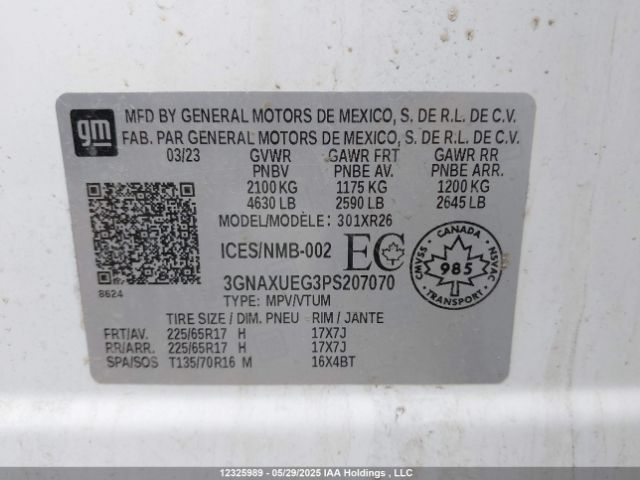 gm
MFD BY GENERAL MOTORS DE MEXICO, S. DE R.L. DE C.V.
FAB. PAR GENERAL MOTORS DE MEXICO, S. DE R.L. DE C.V.
03/23 GVWR GAWR FRT GAWR RR
PNBV PNBE AV. PNBE ARR.
2100 KG 1175 KG 1200 KG
4630 LB 2590 LB 2645 LB
MODEL/MODÈLE: 301XR26
ICES/NMB-002 EC
CANADA
CMVSS 985 NSVAC
3GNAXUEG3PS207070
8624
TYPE: MPV/VTUM
TIRE SIZE / DIM. PNEU RIM / JANTE
FRT/AV. 225/65R17 H 17X7J
RR/ARR. 225/65R17 H 17X7J
SPA/SOS T135/70R16 M 16X4BT
12325989 - 05/29/2025 IAA Holdings , LLC